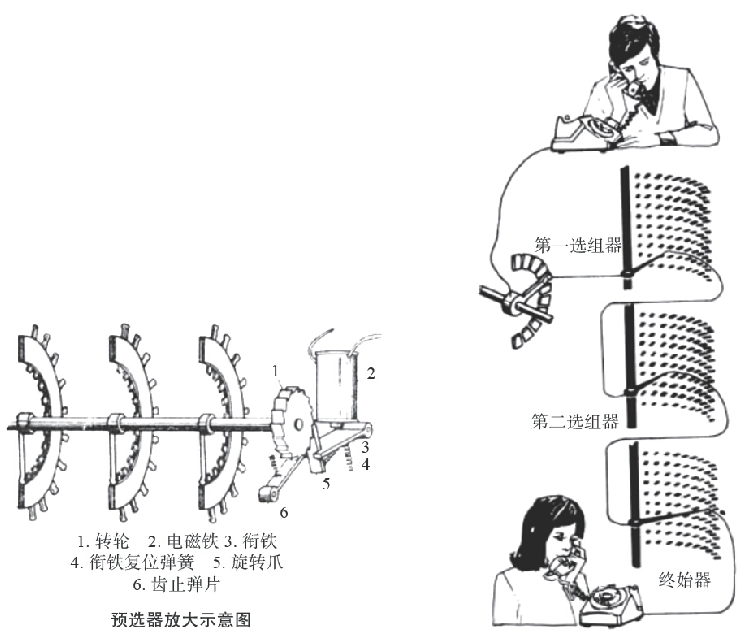 第一选组器
第二选组器
终始器
1
2
3
4
5
6
1. 转轮 2. 电磁铁 3. 衔铁
4. 衔铁复位弹簧 5. 旋转爪
6. 齿止弹片
预选器放大示意图